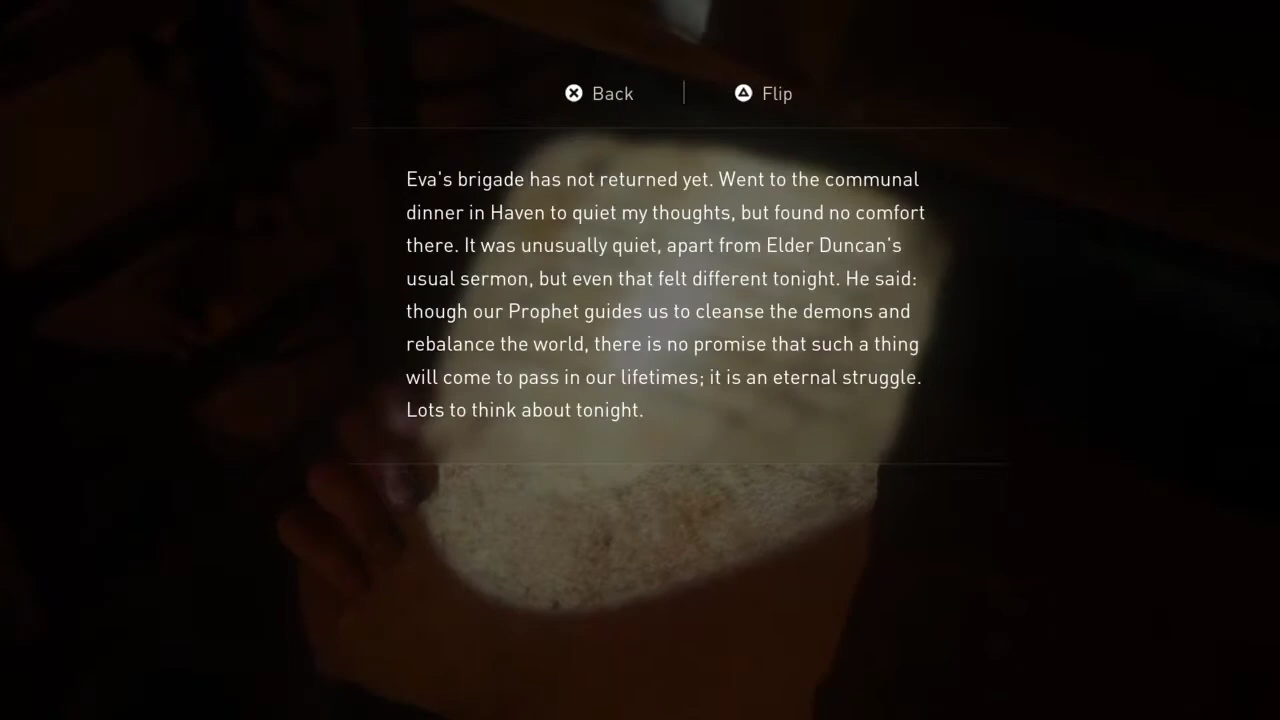 Back | Flip
Eva's brigade has not returned yet. Went to the communal
dinner in Haven to quiet my thoughts, but found no comfort
there. It was unusually quiet, apart from Elder Duncan's
usual sermon, but even that felt different tonight. He said:
though our Prophet guides us to cleanse the demons and
rebalance the world, there is no promise that such a thing
will come to pass in our lifetimes; it is an eternal struggle.
Lots to think about tonight.